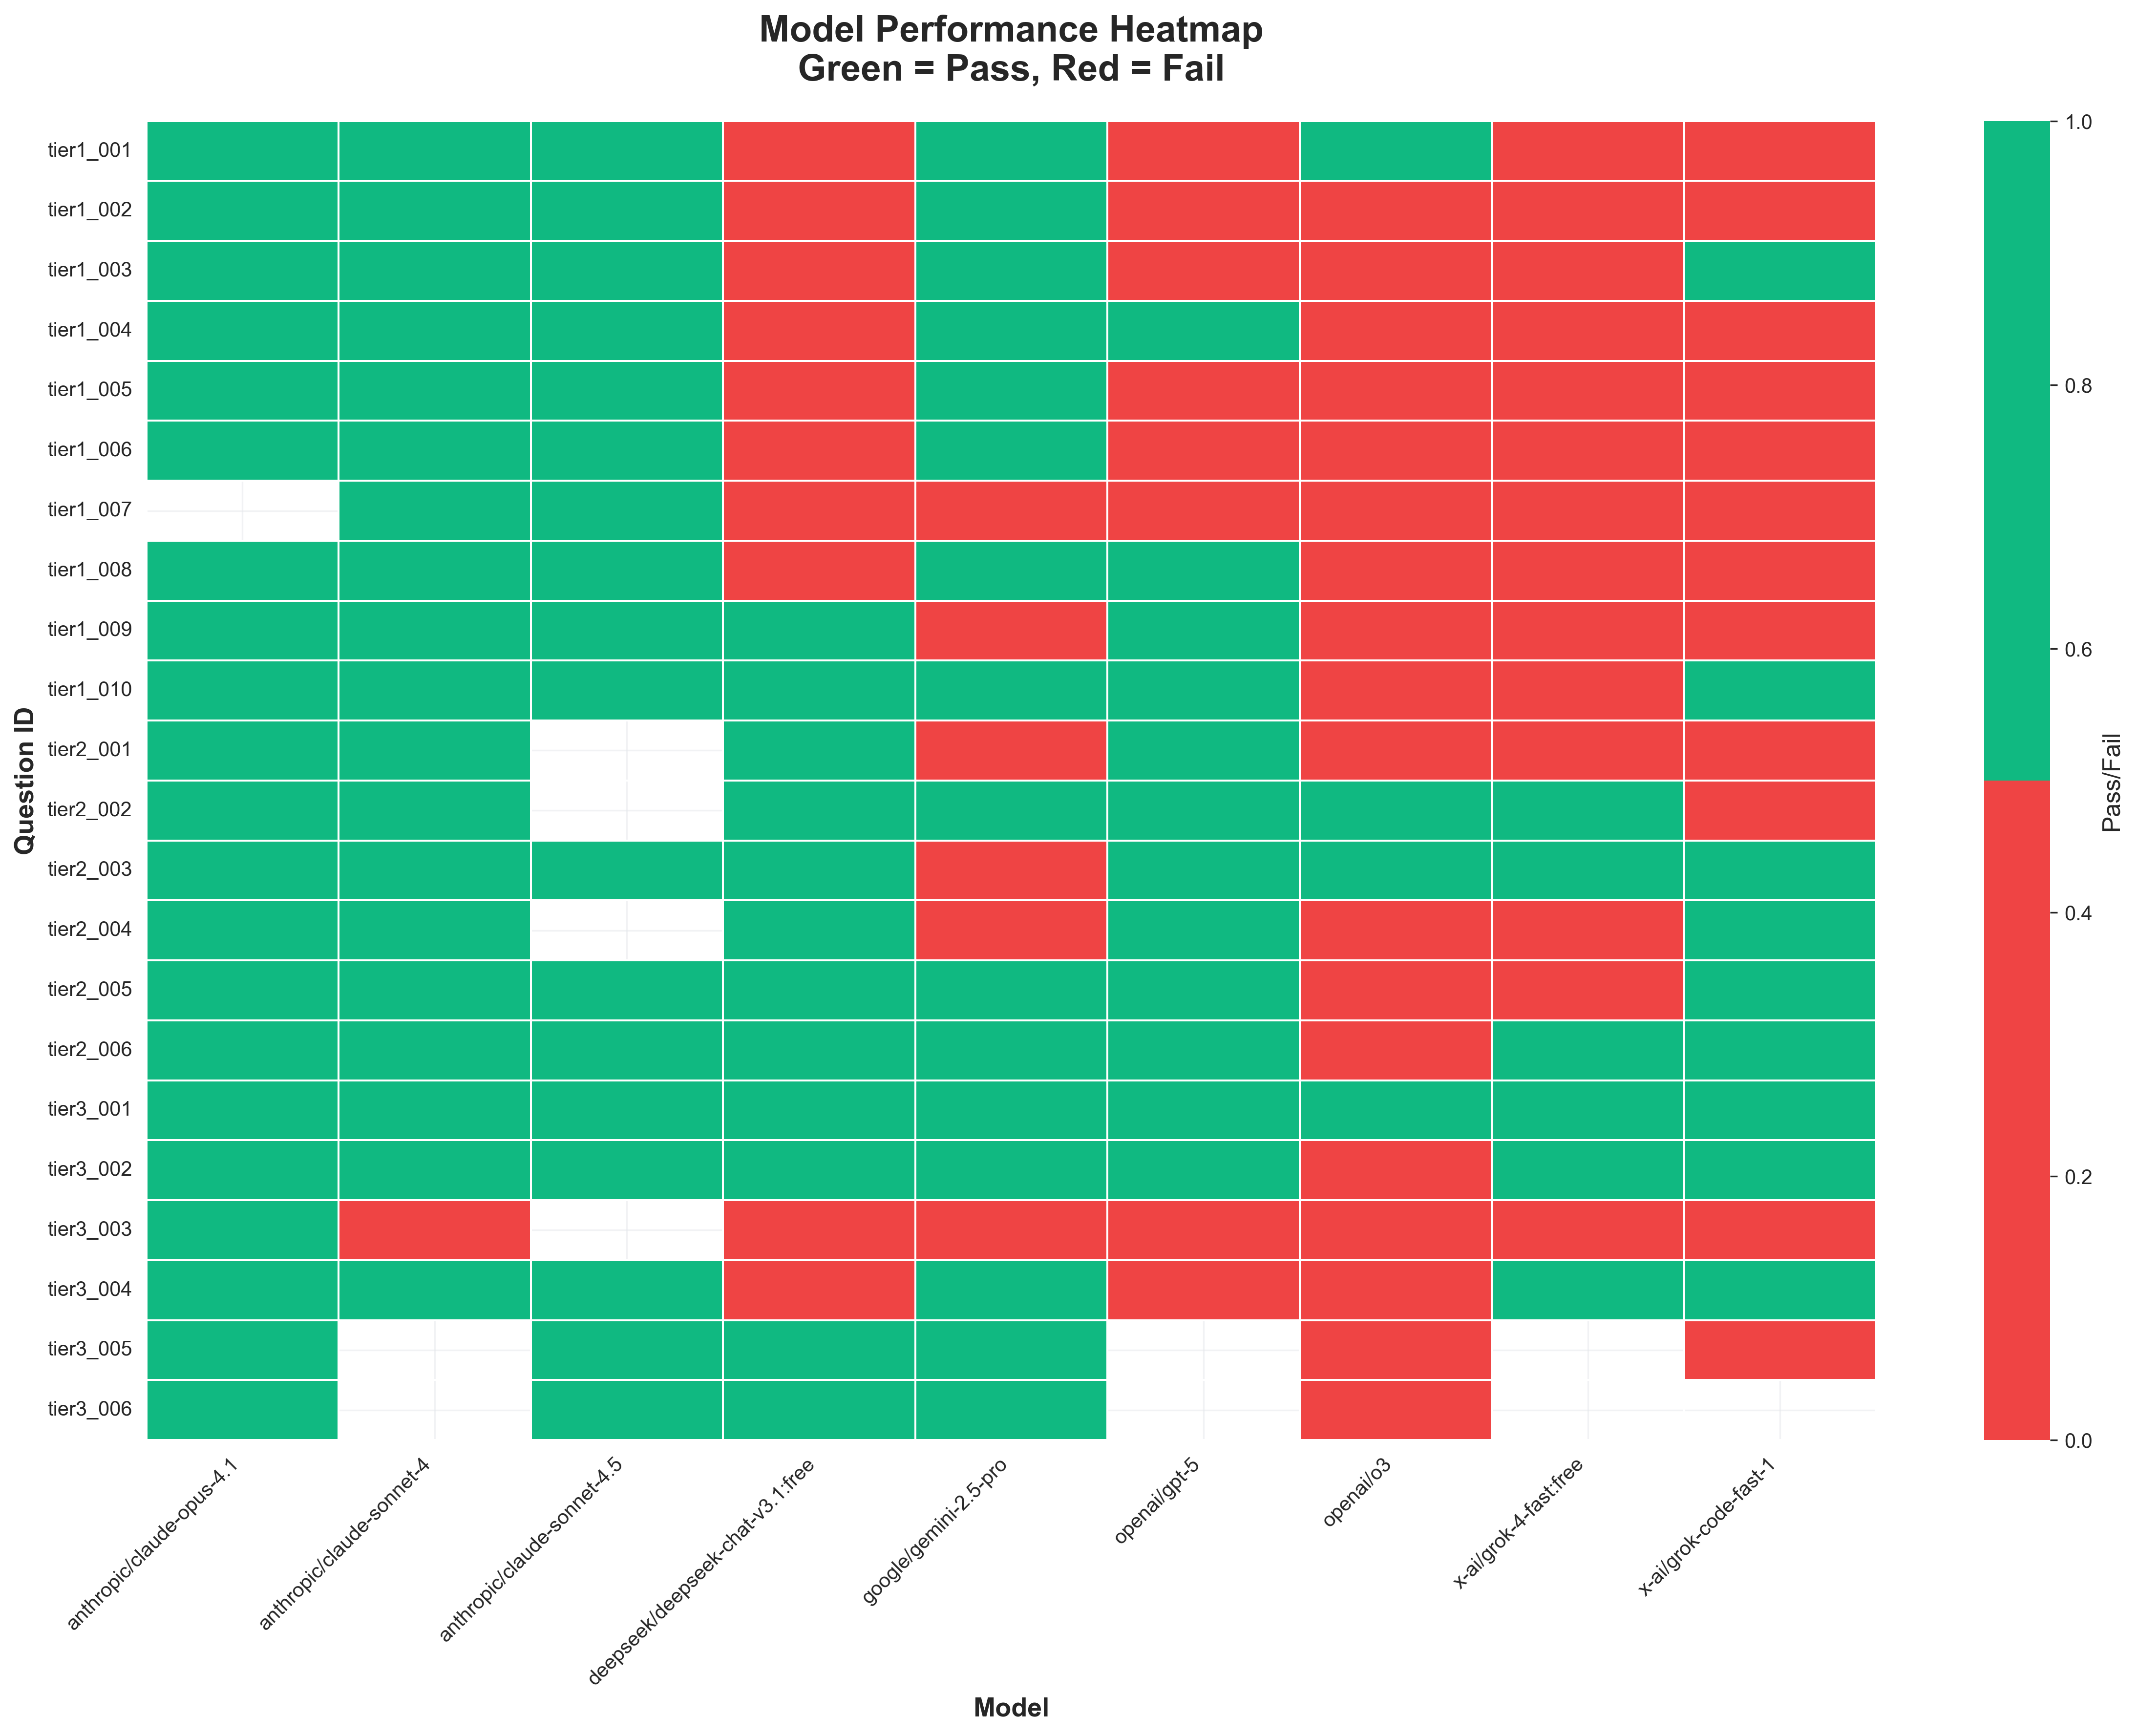 Model Performance Heatmap
Green = Pass, Red = Fail
Question ID
tier1_001
tier1_002
tier1_003
tier1_004
tier1_005
tier1_006
tier1_007
tier1_008
tier1_009
tier1_010
tier2_001
tier2_002
tier2_003
tier2_004
tier2_005
tier2_006
tier3_001
tier3_002
tier3_003
tier3_004
tier3_005
tier3_006
anthropic/claude-opus-4.1
anthropic/claude-sonnet-4
anthropic/claude-sonnet-4.5
deepseek/deepseek-chat-v3.1:free
google/gemini-2.5-pro
openai/gpt-5
openai/o3
x-ai/grok-4-fast:free
x-ai/grok-code-fast-1
Model
1.0
0.8
0.6
0.4
0.2
0.0
Pass/Fail